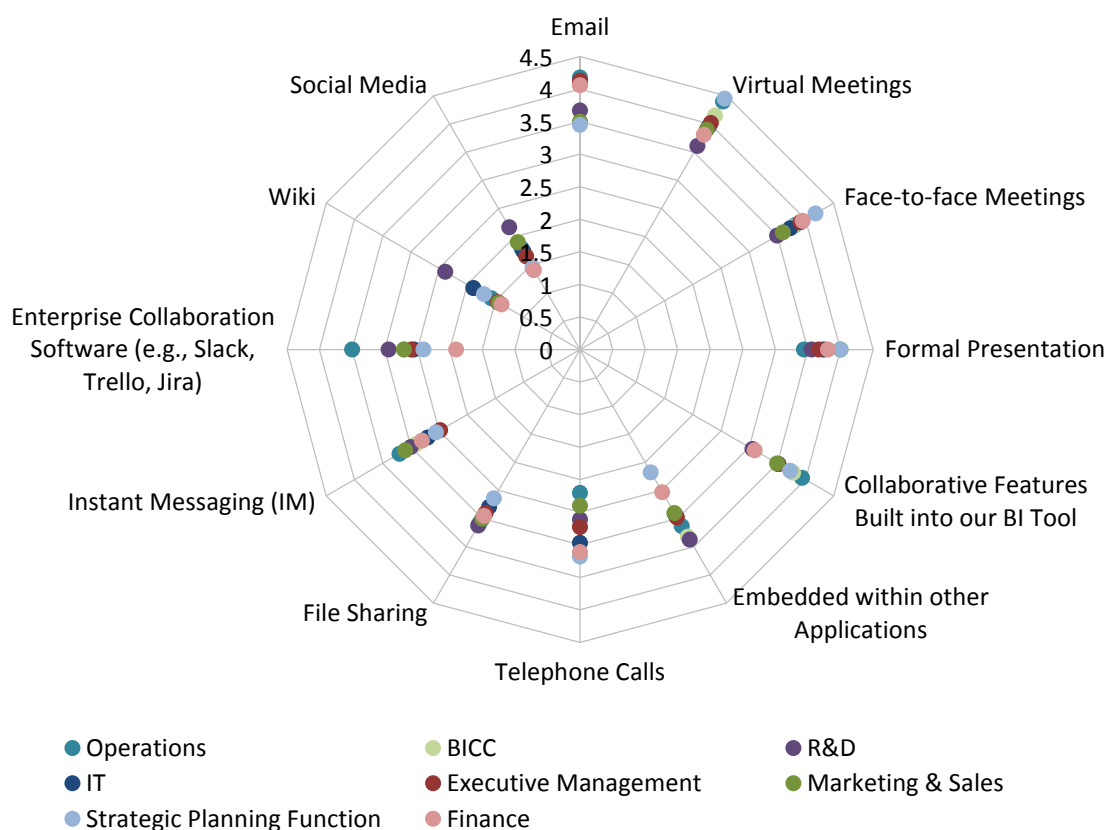 Email
Social Media
Virtual Meetings
Wiki
Face-to-face Meetings
Enterprise Collaboration
Software (e.g., Slack,
Trello, Jira)
Formal Presentation
Instant Messaging (IM)
Collaborative Features
Built into our BI Tool
File Sharing
Embedded within other
Applications
Telephone Calls
4.5
4
3.5
3
2.5
2
1.5
1
0.5
0
Operations
BICC
R&D
IT
Executive Management
Marketing & Sales
Strategic Planning Function
Finance